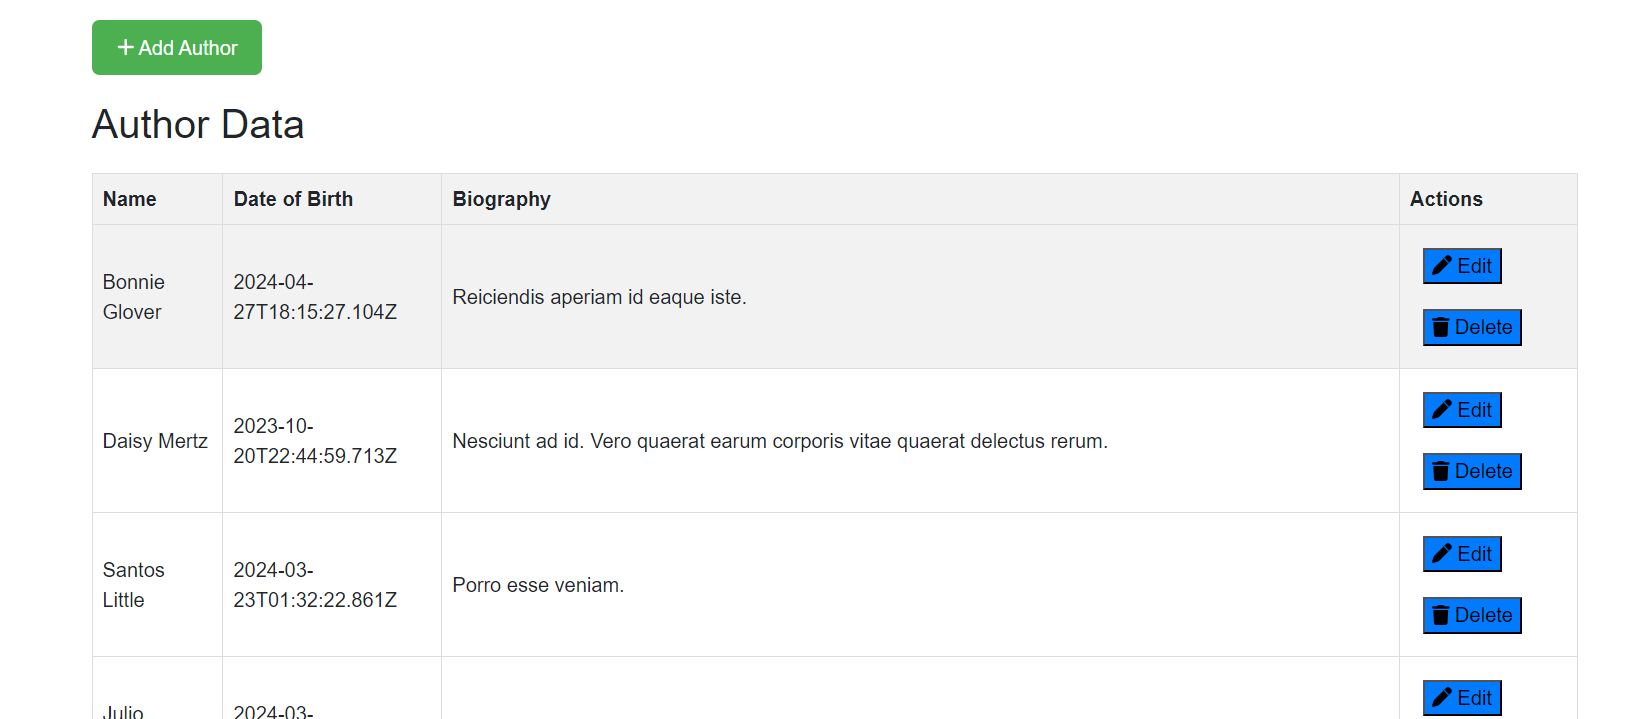 Add Author
Author Data
Name Date of Birth Biography Actions
Bonnie
Glover
2024-04-
27T18:15:27.104Z
Reiciendis aperiam id eaque iste.
Edit
Delete
Daisy Mertz
2023-10-
20T22:44:59.713Z
Nesciunt ad id. Vero quaerat earum corporis vitae quaerat delectus rerum.
Edit
Delete
Santos
Little
2024-03-
23T01:32:22.861Z
Porro esse veniam.
Edit
Delete
Julio
2024-03-
Edit